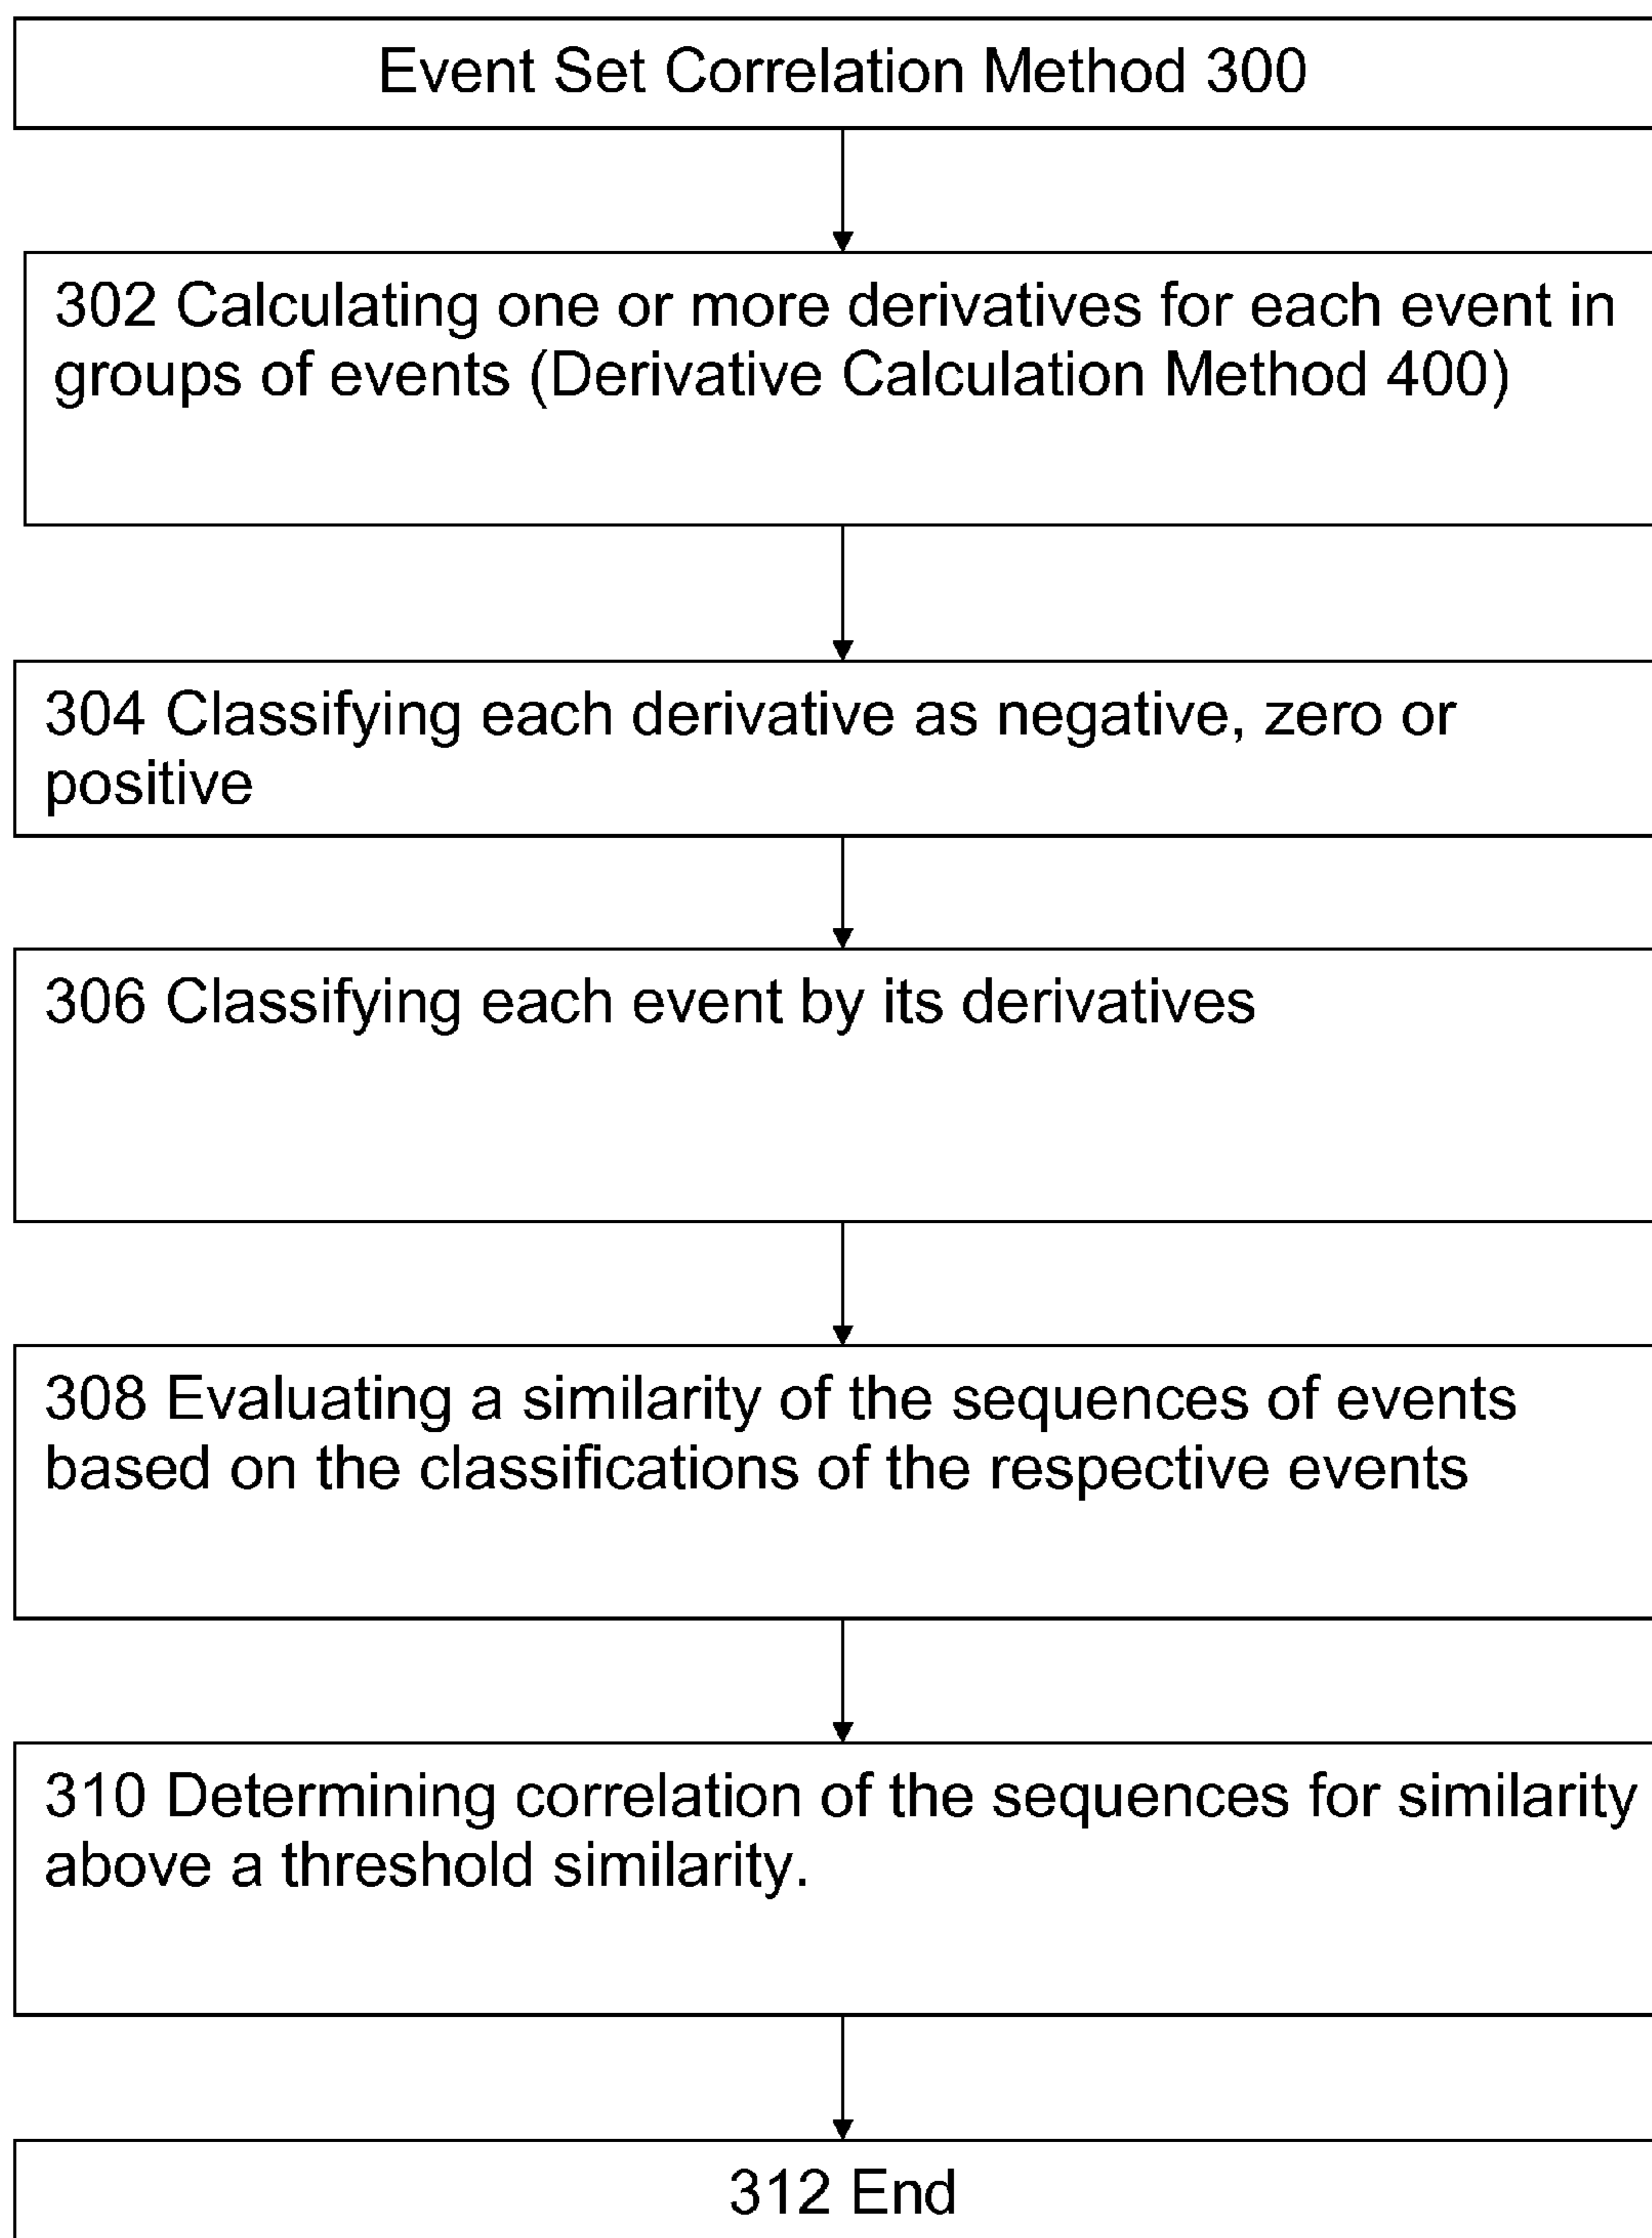 Event Set Correlation Method 300
302 Calculating one or more derivatives for each event in
groups of events (Derivative Calculation Method 400)
304 Classifying each derivative as negative, zero or
positive
306 Classifying each event by its derivatives
308 Evaluating a similarity of the sequences of events
based on the classifications of the respective events
310 Determining correlation of the sequences for similarity
above a threshold similarity.
312 End